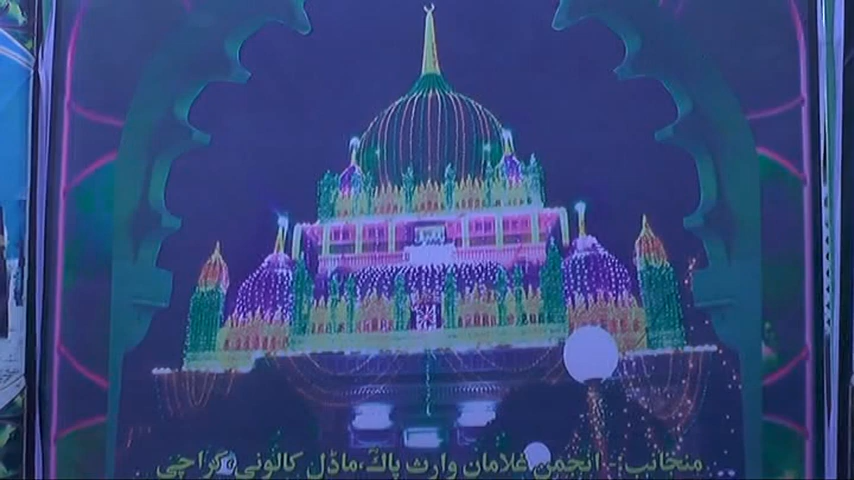 منجانب:- انجمن غلامان وارث پاکؒ، ماڈل کالونی کراچی